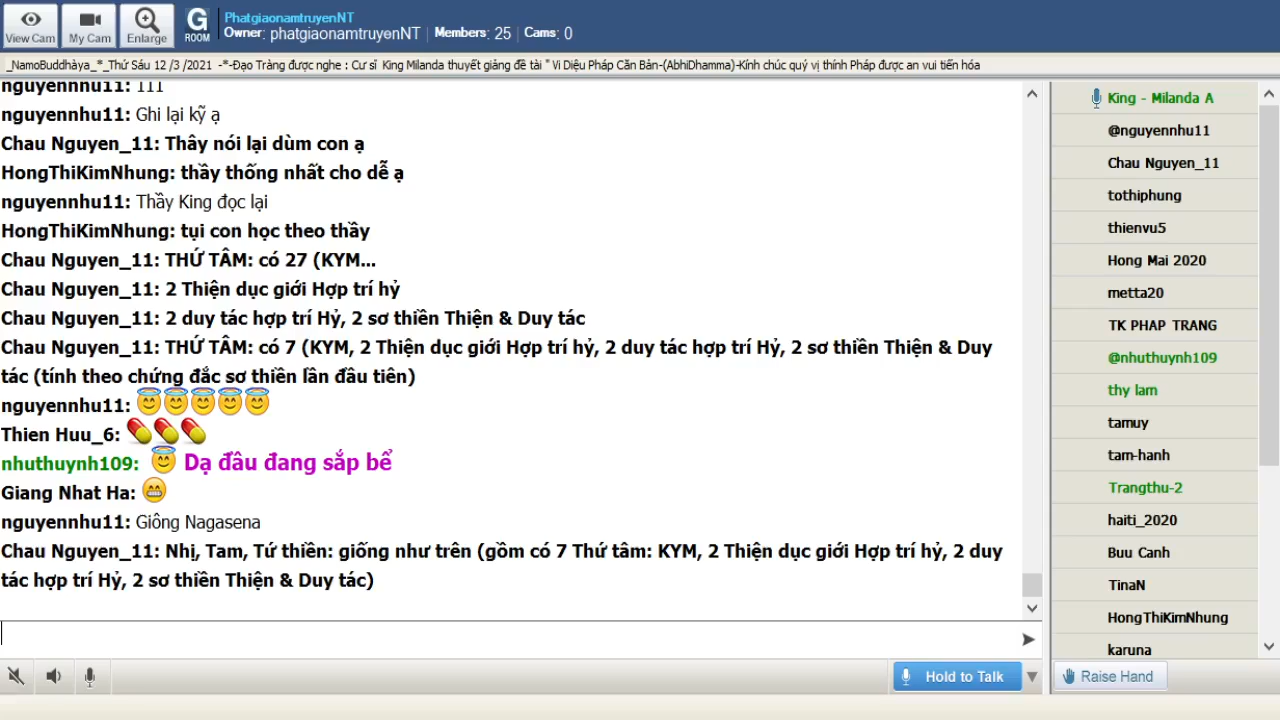 View Cam
My Cam
Enlarge
G
ROOM
PhatgiaonamtruyenNT
Owner: phatgiaonamtruyenNT Members: 25 Cams: 0
_NamoBuddhàya_*_Thứ Sáu 12 /3 /2021 -*-Đạo Tràng được nghe : Cư sĩ King Milanda thuyết giảng đề tài " Vi Diệu Pháp Căn Bản-(AbhiDhamma)-Kính chúc quý vị thính Pháp được an vui tiến hóa
nguyennhu11: 111
nguyennhu11: Ghi lại kỹ ạ
Chau Nguyen_11: Thây nói lại dùm con ạ
HongThiKimNhung: thầy thống nhất cho dễ ạ
nguyennhu11: Thầy King đọc lại
HongThiKimNhung: tụi con học theo thầy
Chau Nguyen_11: THỨ TÂM: có 27 (KYM...
Chau Nguyen_11: 2 Thiện dục giới Hợp trí hỷ
Chau Nguyen_11: 2 duy tác hợp trí Hỷ, 2 sơ thiền Thiện & Duy tác
Chau Nguyen_11: THỨ TÂM: có 7 (KYM, 2 Thiện dục giới Hợp trí hỷ, 2 duy tác hợp trí Hỷ, 2 sơ thiền Thiện & Duy
tác (tính theo chứng đắc sơ thiền lần đầu tiên)
nguyennhu11: 😇😇😇😇😇
Thien Huu_6: 💊💊💊
nhuthuynh109: 😇 Dạ đầu đang sắp bể
Giang Nhat Ha: 😁
nguyennhu11: Giông Nagasena
Chau Nguyen_11: Nhị, Tam, Tứ thiền: giống như trên (gồm có 7 Thứ tâm: KYM, 2 Thiện dục giới Hợp trí hỷ, 2 duy
tác hợp trí Hỷ, 2 sơ thiền Thiện & Duy tác)
King - Milanda A
@nguyennhu11
Chau Nguyen_11
tothiphung
thienvu5
Hong Mai 2020
metta20
TK PHAP TRANG
@nhuthuynh109
thy lam
tamuy
tam-hanh
Trangthu-2
haiti_2020
Buu Canh
TinaN
HongThiKimNhung
karuna
Hold to Talk
Raise Hand